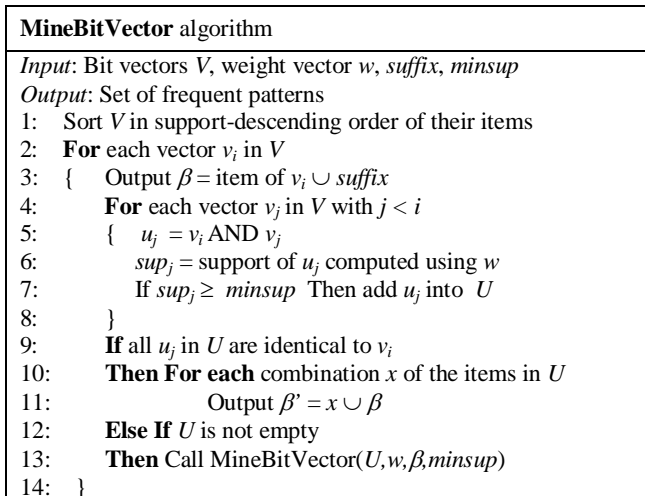 MineBitVector algorithm
Input: Bit vectors V, weight vector w, suffix, minsup
Output: Set of frequent patterns
1: Sort V in support-descending order of their items
2: For each vector vi in V
3: { Output β = item of vi ∪ suffix
4: For each vector vj in V with j < i
5: { uj = vi AND vj
6: supj = support of uj computed using w
7: If supj ≥ minsup Then add uj into U
8: }
9: If all uj in U are identical to vi
10: Then For each combination x of the items in U
11: Output β’ = x ∪ β
12: Else If U is not empty
13: Then Call MineBitVector(U,w,β,minsup)
14: }